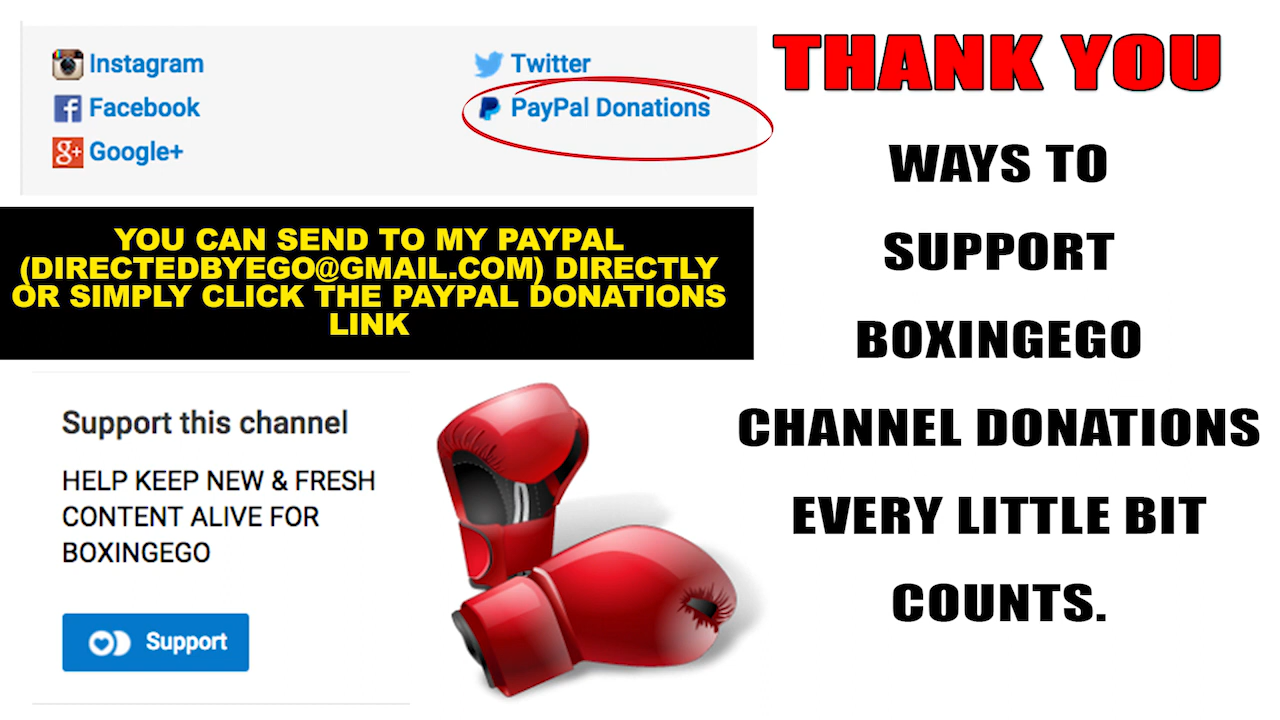 Instagram
Twitter
Facebook
PayPal Donations
Google+
YOU CAN SEND TO MY PAYPAL
(DIRECTEDBYEGO@GMAIL.COM) DIRECTLY
OR SIMPLY CLICK THE PAYPAL DONATIONS
LINK
Support this channel
HELP KEEP NEW & FRESH
CONTENT ALIVE FOR
BOXINGEGO
Support
THANK YOU
WAYS TO
SUPPORT
BOXINGEGO
CHANNEL DONATIONS
EVERY LITTLE BIT
COUNTS.